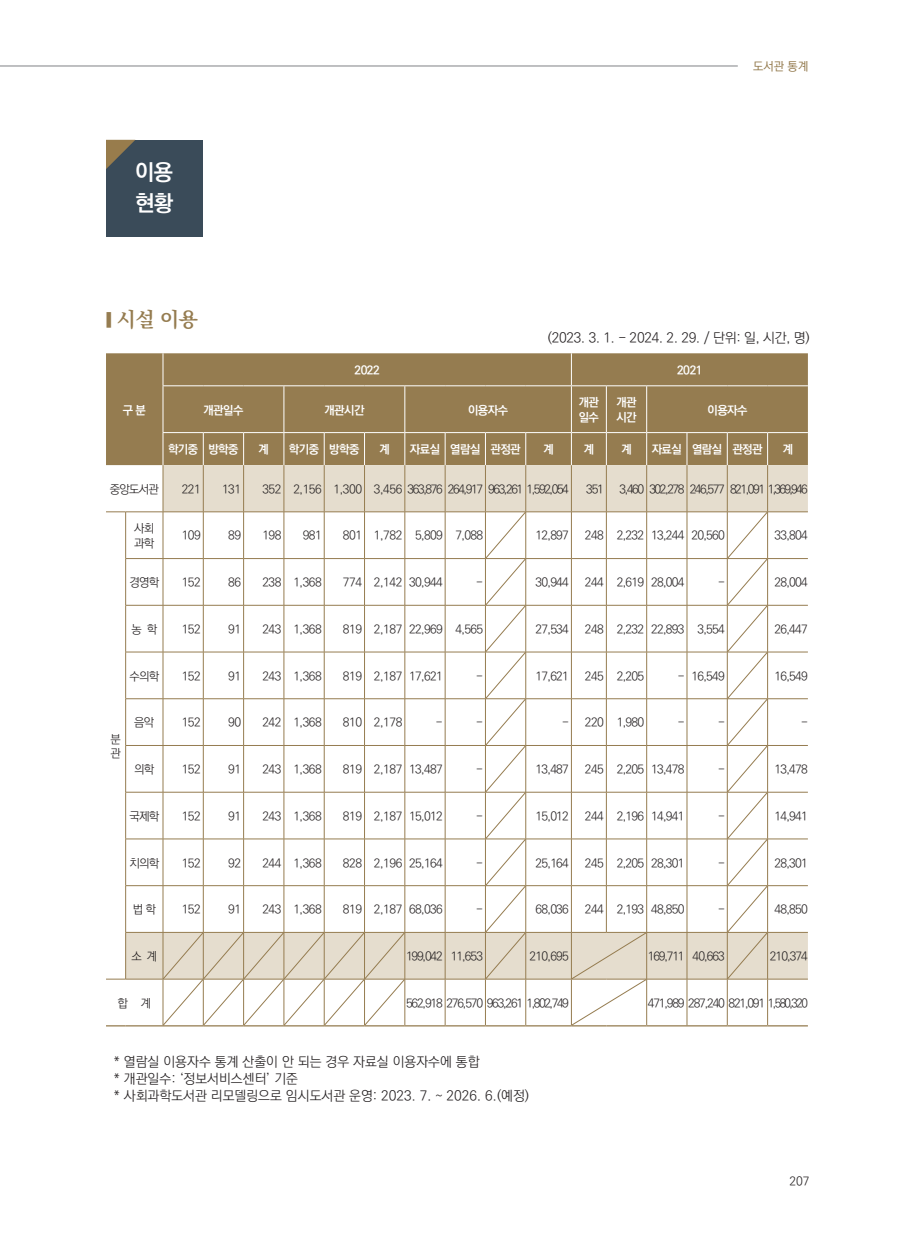 도서관 통계
이용
현황
시설 이용
(2023. 3. 1. - 2024. 2. 29. / 단위: 일, 시간, 명)
구 분 2022 2021
개관일수 개관시간 이용자수 개관일수 개관시간 이용자수
학기중 방학중 계 학기중 방학중 계 자료실 열람실 관정관 계 계 계 자료실 열람실 관정관 계
중앙도서관 221 131 352 2,156 1,300 3,456 363,876 264,917 963,261 1,592,054 351 3,460 302,278 246,577 821,091 1,369,946
분관
사회과학 109 89 198 981 801 1,782 5,809 7,088 12,897 248 2,232 13,244 20,560 33,804
경영학 152 86 238 1,368 774 2,142 30,944 - 30,944 244 2,619 28,004 - 28,004
농 학 152 91 243 1,368 819 2,187 22,969 4,565 27,534 248 2,232 22,893 3,554 26,447
수의학 152 91 243 1,368 819 2,187 17,621 - 17,621 245 2,205 - 16,549 16,549
음악 152 90 242 1,368 810 2,178 - - - 220 1,980 - - -
의학 152 91 243 1,368 819 2,187 13,487 - 13,487 245 2,205 13,478 - 13,478
국제학 152 91 243 1,368 819 2,187 15,012 - 15,012 244 2,196 14,941 - 14,941
치의학 152 92 244 1,368 828 2,196 25,164 - 25,164 245 2,205 28,301 - 28,301
법 학 152 91 243 1,368 819 2,187 68,036 - 68,036 244 2,193 48,850 - 48,850
소 계 199,042 11,653 210,695 169,711 40,663 210,374
합 계 562,918 276,570 963,261 1,802,749 471,989 287,240 821,091 1,580,320
* 열람실 이용자수 통계 산출이 안 되는 경우 자료실 이용자수에 통합
* 개관일수: ‘정보서비스센터’ 기준
* 사회과학도서관 리모델링으로 임시도서관 운영: 2023. 7. ~ 2026. 6.(예정)
207